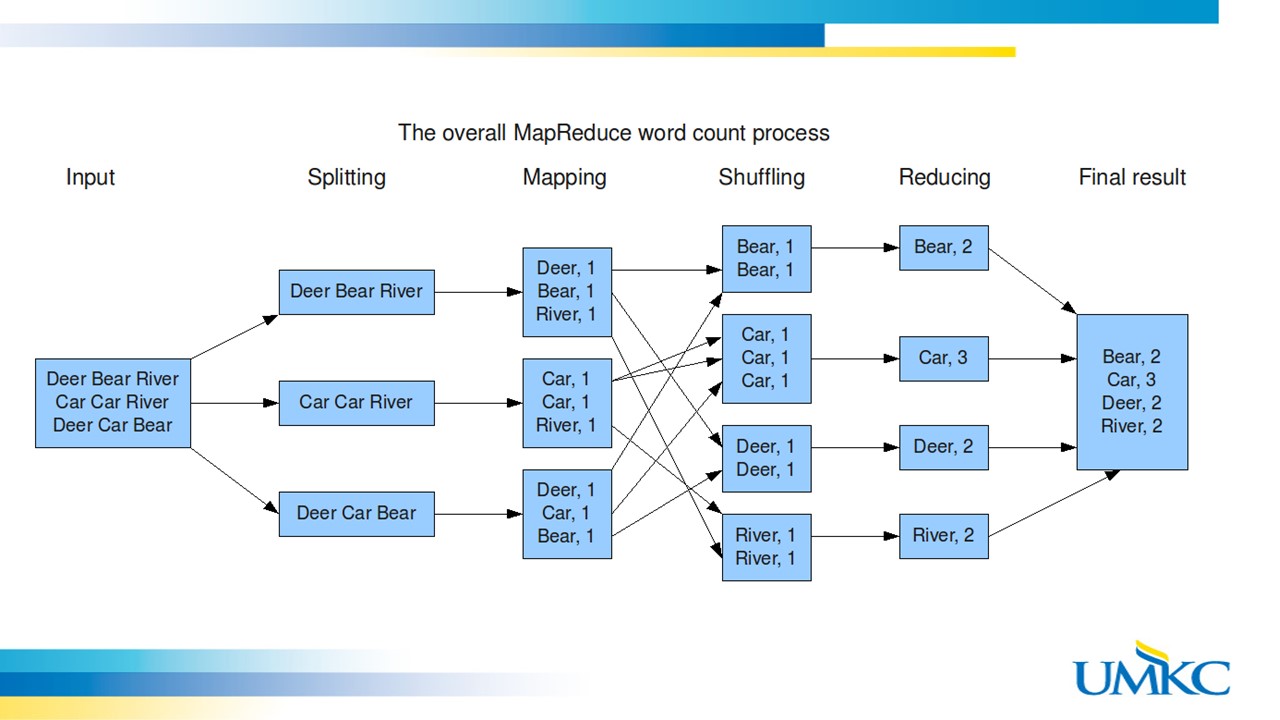 The overall MapReduce word count process
Input
Splitting
Mapping
Shuffling
Reducing
Final result
Deer Bear River
Car Car River
Deer Car Bear
Deer Bear River
Car Car River
Deer Car Bear
Deer, 1
Bear, 1
River, 1
Car, 1
Car, 1
River, 1
Deer, 1
Car, 1
Bear, 1
Bear, 1
Bear, 1
Car, 1
Car, 1
Car, 1
Deer, 1
Deer, 1
River, 1
River, 1
Bear, 2
Car, 3
Deer, 2
River, 2
Bear, 2
Car, 3
Deer, 2
River, 2
UMKC